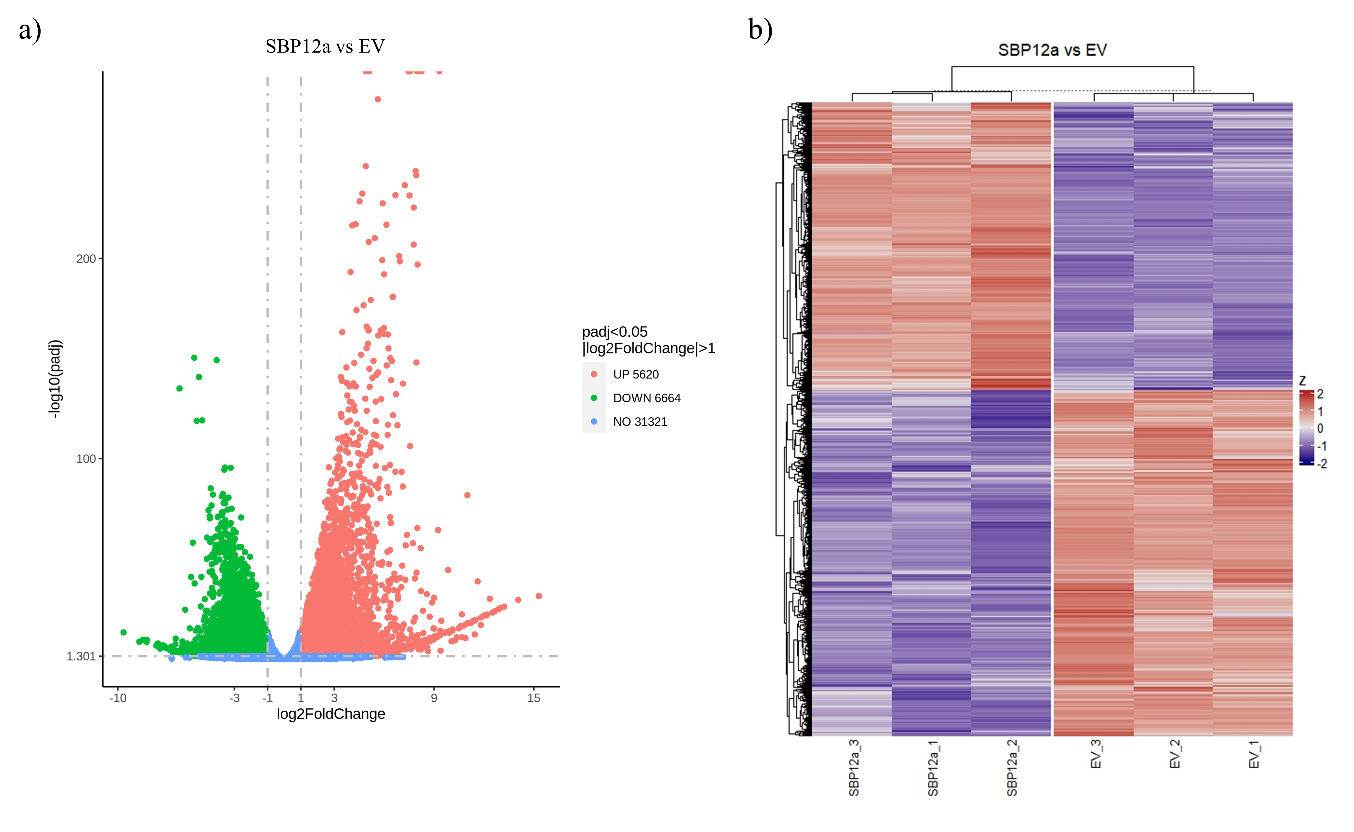 a)
SBP12a vs EV
200
100
1.301
-log10(padj)
-10
-3
-1
1
3
9
15
log2FoldChange
padj<0.05
|log2FoldChange|>1
UP 5620
DOWN 6664
NO 31321
b)
SBP12a vs EV
Z
2
1
0
-1
-2
SBP12a_3
SBP12a_1
SBP12a_2
EV_3
EV_2
EV_1